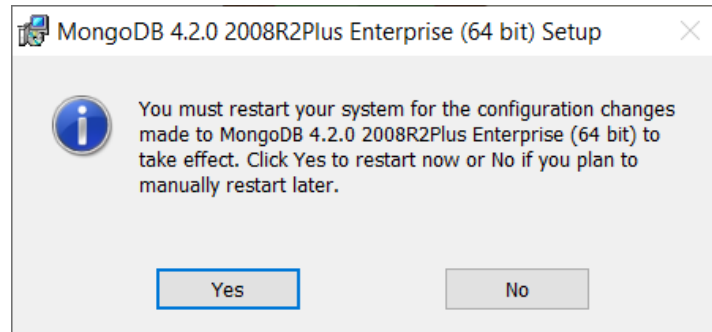 MongoDB 4.2.0 2008R2Plus Enterprise (64 bit) Setup
You must restart your system for the configuration changes
made to MongoDB 4.2.0 2008R2Plus Enterprise (64 bit) to
take effect. Click Yes to restart now or No if you plan to
manually restart later.
Yes No